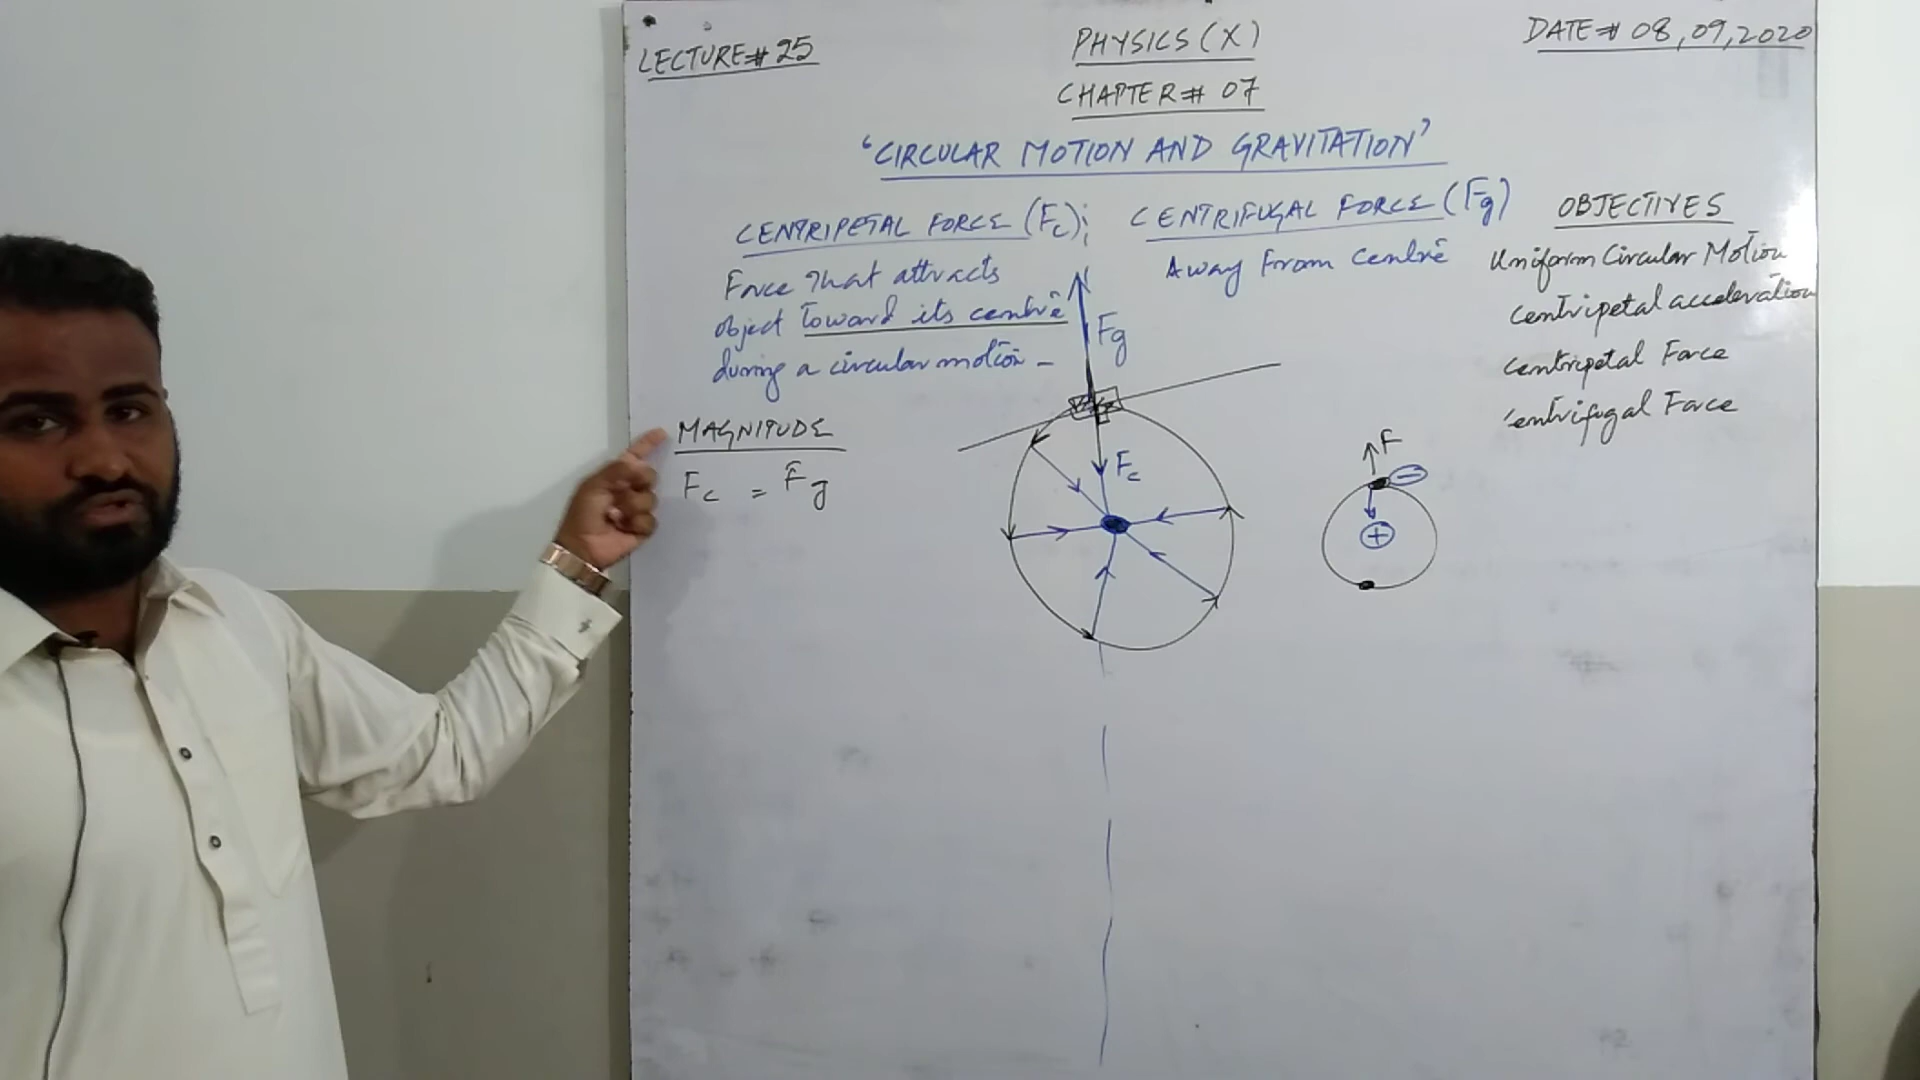 LECTURE# 25
PHYSICS (X)
DATE# 08,09,2020
CHAPTER# 07
"CIRCULAR MOTION AND GRAVITATION"
CENTRIPETAL FORCE (Fc);
Force that attracts
object toward its centre
during a circular motion -
CENTRIFUGAL FORCE (Fg)
Away from centre
OBJECTIVES
Uniform Circular Motion
centripetal acceleration
centripetal Force
centrifugal Force
MAGNITUDE
Fc = Fg
Fg
Fc
F
-
+